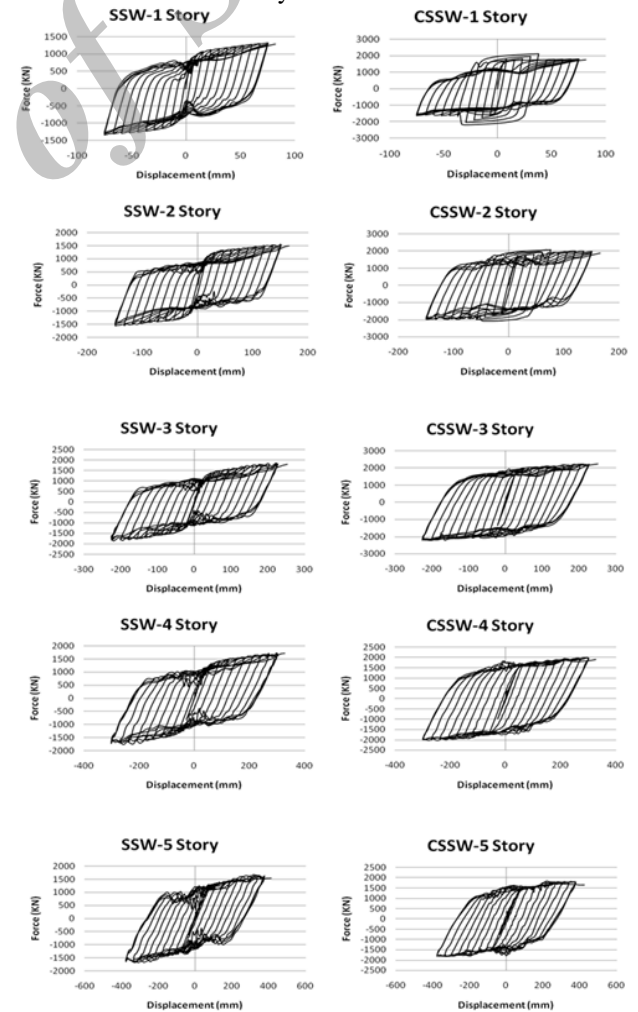 of
SSW-1 Story
1500
1000
500
0
-500
-1000
-1500
-100 -50 0 50 100
Force (KN)
Displacement (mm)
CSSW-1 Story
3000
2000
1000
0
-1000
-2000
-3000
-100 -50 0 50 100
Force (KN)
Displacement (mm)
SSW-2 Story
2000
1500
1000
500
0
-500
-1000
-1500
-2000
-200 -100 0 100 200
Force (KN)
Displacement (mm)
CSSW-2 Story
3000
2000
1000
0
-1000
-2000
-3000
-200 -100 0 100 200
Force (KN)
Displacement (mm)
SSW-3 Story
2500
2000
1500
1000
500
0
-500
-1000
-1500
-2000
-2500
-300 -200 -100 0 100 200 300
Force (KN)
Displacement (mm)
CSSW-3 Story
3000
2000
1000
0
-1000
-2000
-3000
-300 -200 -100 0 100 200 300
Force (KN)
Displacement (mm)
SSW-4 Story
2000
1500
1000
500
0
-500
-1000
-1500
-2000
-400 -200 0 200 400
Force (KN)
Displacement (mm)
CSSW-4 Story
2500
2000
1500
1000
500
0
-500
-1000
-1500
-2000
-2500
-400 -200 0 200 400
Force (KN)
Displacement (mm)
SSW-5 Story
2000
1500
1000
500
0
-500
-1000
-1500
-2000
-600 -400 -200 0 200 400 600
Force (KN)
Displacement (mm)
CSSW-5 Story
2500
2000
1500
1000
500
0
-500
-1000
-1500
-2000
-2500
-600 -400 -200 0 200 400 600
Force (KN)
Displacement (mm)